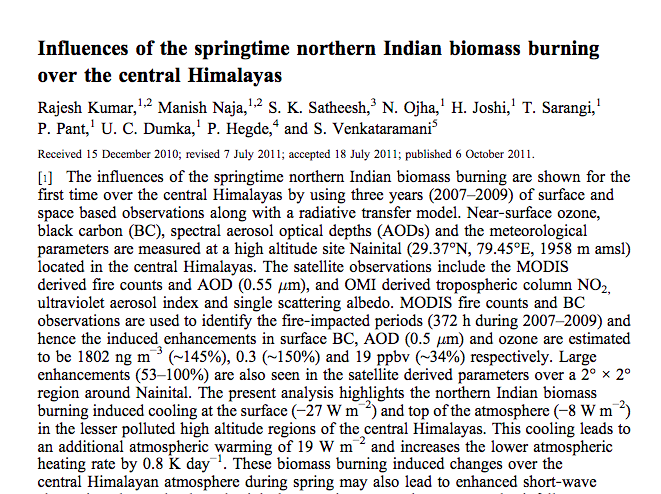 Influences of the springtime northern Indian biomass burning
over the central Himalayas
Rajesh Kumar,1,2 Manish Naja,1,2 S. K. Satheesh,3 N. Ojha,1 H. Joshi,1 T. Sarangi,1
P. Pant,1 U. C. Dumka,1 P. Hegde,4 and S. Venkataramani5
Received 15 December 2010; revised 7 July 2011; accepted 18 July 2011; published 6 October 2011.
[1] The influences of the springtime northern Indian biomass burning are shown for the
first time over the central Himalayas by using three years (2007–2009) of surface and
space based observations along with a radiative transfer model. Near-surface ozone,
black carbon (BC), spectral aerosol optical depths (AODs) and the meteorological
parameters are measured at a high altitude site Nainital (29.37°N, 79.45°E, 1958 m amsl)
located in the central Himalayas. The satellite observations include the MODIS
derived fire counts and AOD (0.55 μm), and OMI derived tropospheric column NO2,
ultraviolet aerosol index and single scattering albedo. MODIS fire counts and BC
observations are used to identify the fire-impacted periods (372 h during 2007–2009) and
hence the induced enhancements in surface BC, AOD (0.5 μm) and ozone are estimated
to be 1802 ng m−3 (~145%), 0.3 (~150%) and 19 ppbv (~34%) respectively. Large
enhancements (53–100%) are also seen in the satellite derived parameters over a 2° × 2°
region around Nainital. The present analysis highlights the northern Indian biomass
burning induced cooling at the surface (−27 W m−2) and top of the atmosphere (−8 W m−2)
in the lesser polluted high altitude regions of the central Himalayas. This cooling leads to
an additional atmospheric warming of 19 W m−2 and increases the lower atmospheric
heating rate by 0.8 K day−1. These biomass burning induced changes over the
central Himalayan atmosphere during spring may also lead to enhanced short-wave